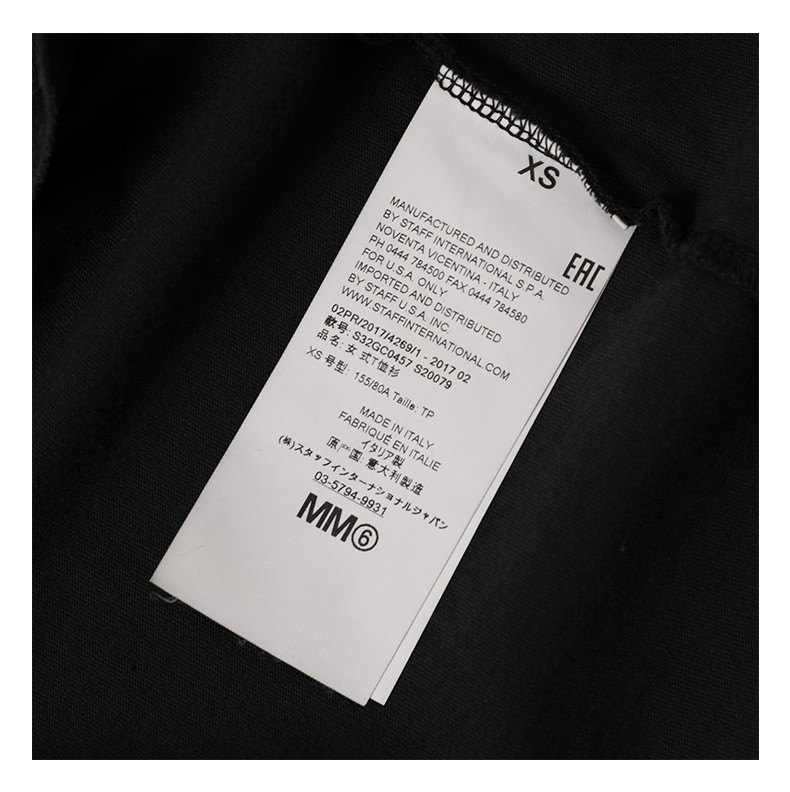 XS
MANUFACTURED AND DISTRIBUTED
BY STAFF INTERNATIONAL S.P.A.
NOVENTA VICENTINA - ITALY
PH 0444 784500 FAX 0444 784580
FOR U.S.A. ONLY
IMPORTED AND DISTRIBUTED
BY STAFF U.S.A. INC.
WWW.STAFFINTERNATIONAL.COM
EAC
02PR/2017/4269/1 - 2017 02
款号: S32GC0457 S20079
品名: 女 式T恤衫
XS 号型: 155/80A Taille: TP
MADE IN ITALY
FABRIQUÉ EN ITALIE
イタリア製
原 国 意大利製造
(株)スタッフインターナショナルジャパン
03-5794-9931
MM⑥